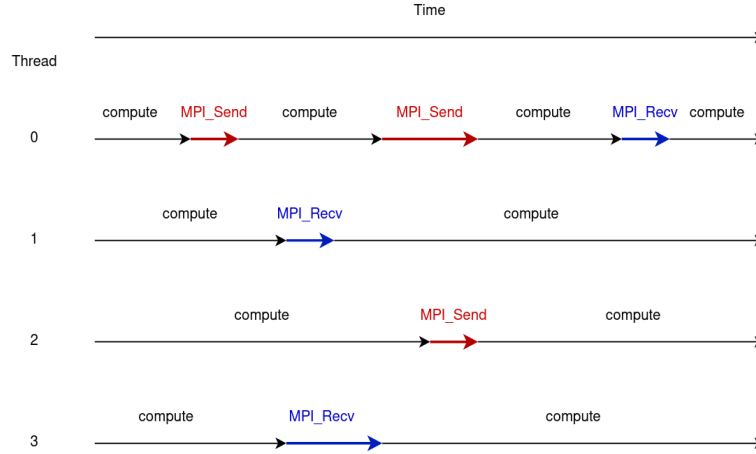 Time
Thread
compute MPI_Send compute MPI_Send compute MPI_Recv compute
0
compute MPI_Recv compute
1
compute MPI_Send compute
2
compute MPI_Recv compute
3